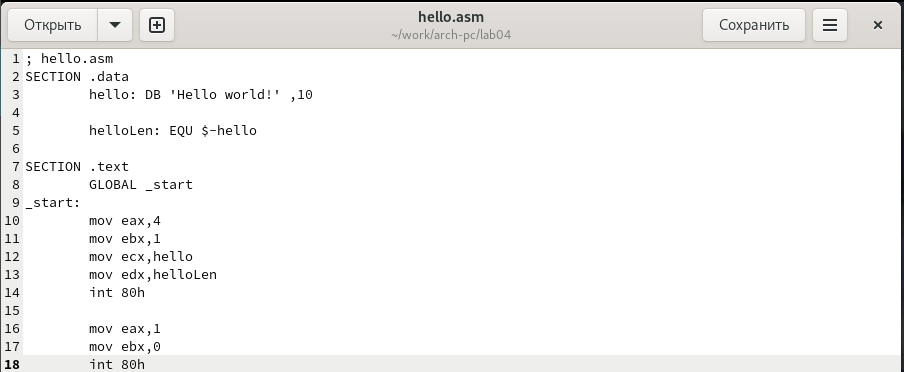 Открыть
hello.asm
~/work/arch-pc/lab04
Сохранить
1 ; hello.asm
2 SECTION .data
3         hello: DB 'Hello world!' ,10
4
5         helloLen: EQU $-hello
6
7 SECTION .text
8         GLOBAL _start
9 _start:
10         mov eax,4
11         mov ebx,1
12         mov ecx,hello
13         mov edx,helloLen
14         int 80h
15
16         mov eax,1
17         mov ebx,0
18         int 80h